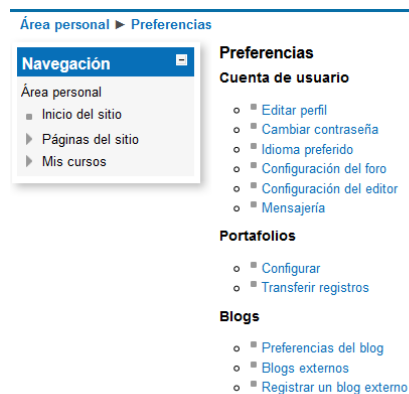 Área personal ► Preferencias
Navegación
Área personal
Inicio del sitio
Páginas del sitio
Mis cursos
Preferencias
Cuenta de usuario
Editar perfil
Cambiar contraseña
Idioma preferido
Configuración del foro
Configuración del editor
Mensajería
Portafolios
Configurar
Transferir registros
Blogs
Preferencias del blog
Blogs externos
Registrar un blog externo